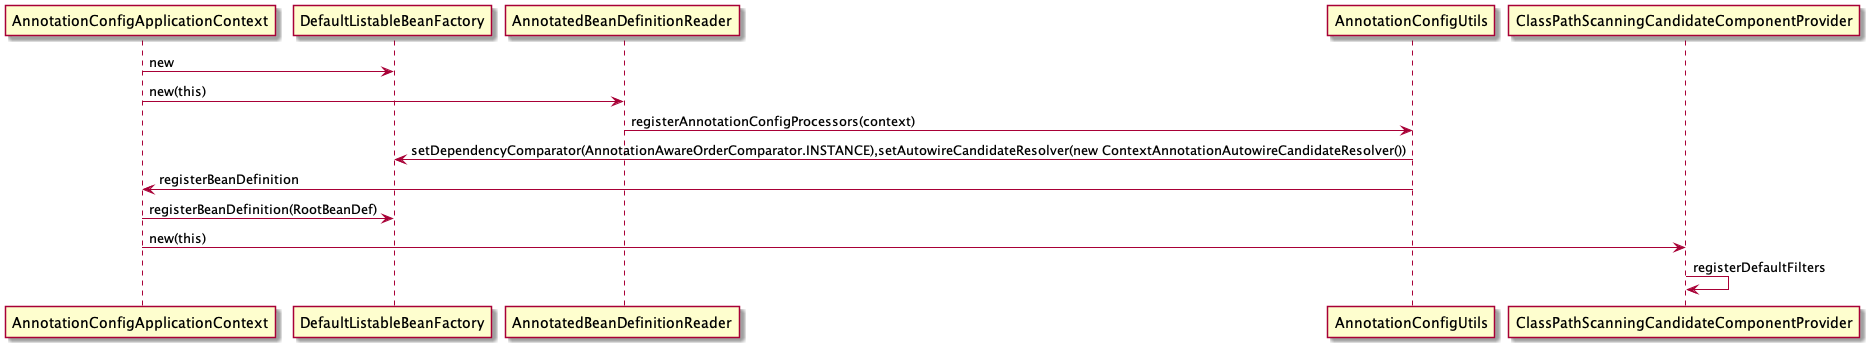 AnnotationConfigApplicationContext
DefaultListableBeanFactory
AnnotatedBeanDefinitionReader
AnnotationConfigUtils
ClassPathScanningCandidateComponentProvider
new
new(this)
registerAnnotationConfigProcessors(context)
setDependencyComparator(AnnotationAwareOrderComparator.INSTANCE),setAutowireCandidateResolver(new ContextAnnotationAutowireCandidateResolver())
registerBeanDefinition
registerBeanDefinition(RootBeanDef)
new(this)
registerDefaultFilters
AnnotationConfigApplicationContext
DefaultListableBeanFactory
AnnotatedBeanDefinitionReader
AnnotationConfigUtils
ClassPathScanningCandidateComponentProvider